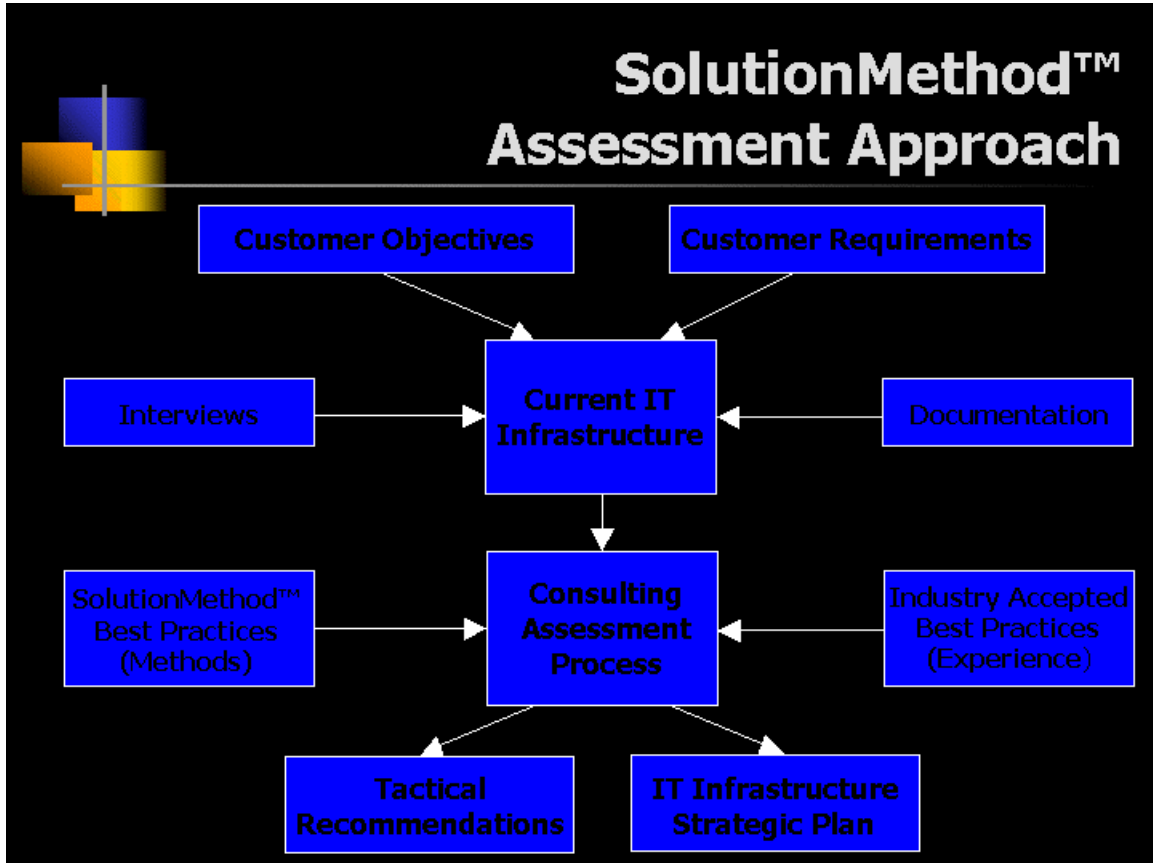 SolutionMethod™
Assessment Approach
Customer Objectives
Customer Requirements
Interviews
Current IT
Infrastructure
Documentation
SolutionMethod™
Best Practices
(Methods)
Consulting
Assessment
Process
Industry Accepted
Best Practices
(Experience)
Tactical
Recommendations
IT Infrastructure
Strategic Plan